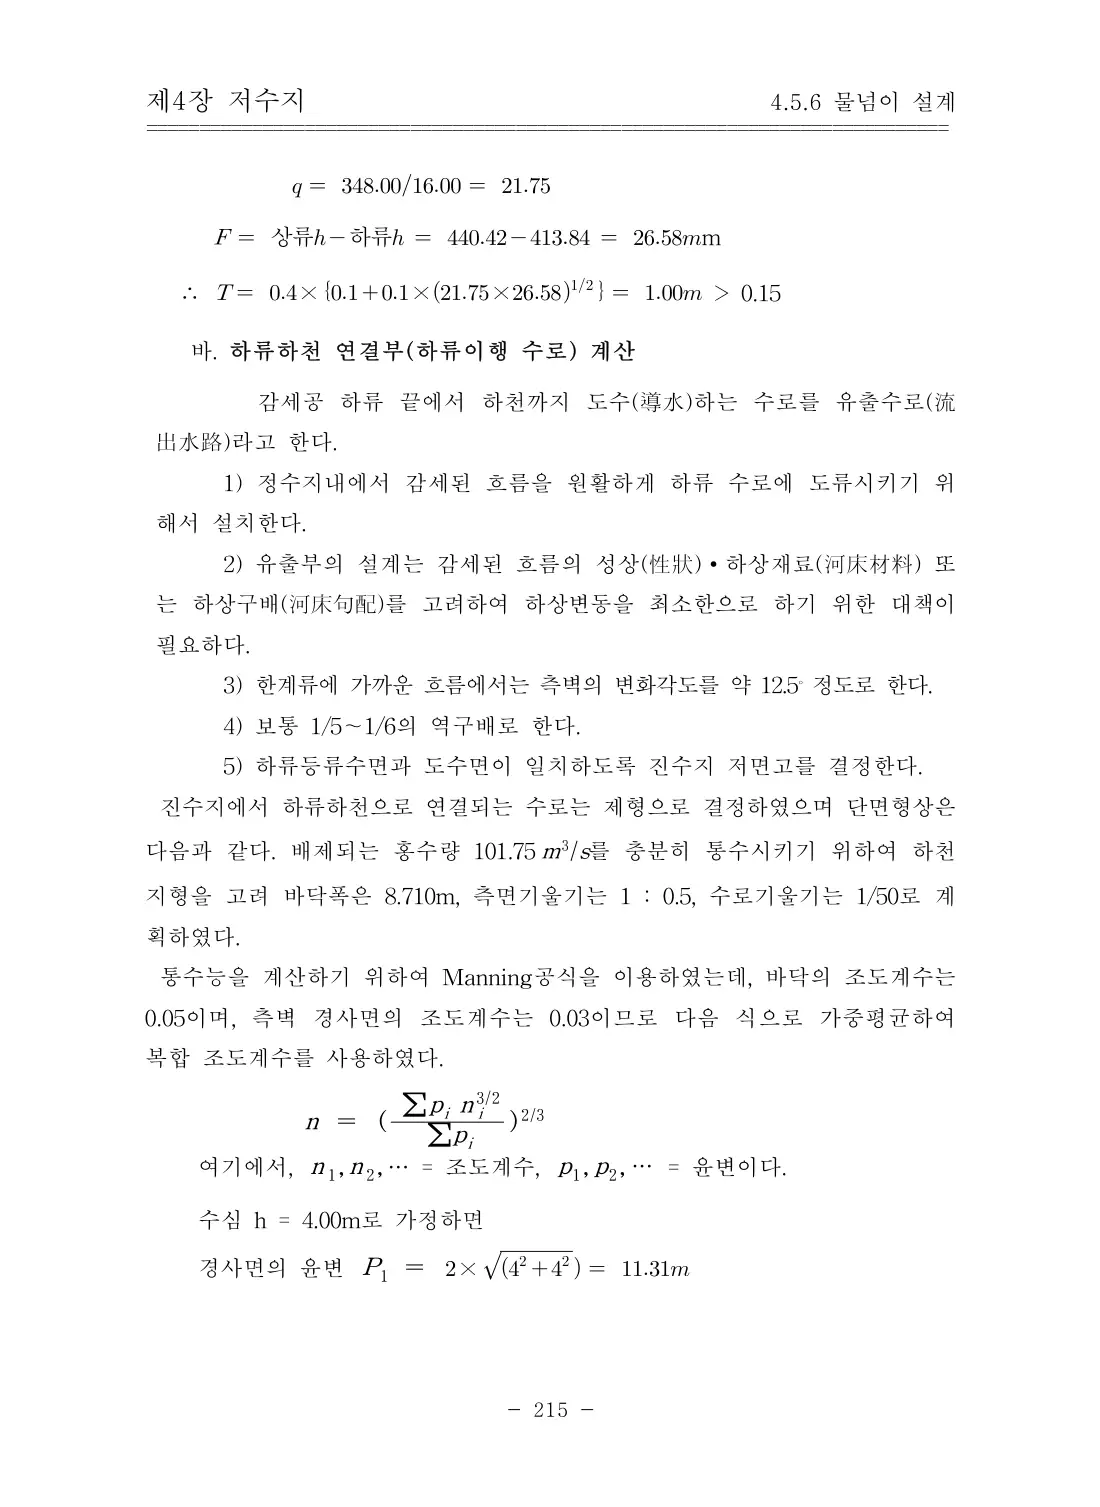 제4장 저수지 4.5.6 물넘이 설계
q = 348.00/16.00 = 21.75
F = 상류h-하류h = 440.42-413.84 = 26.58mm
∴ T = 0.4×{0.1+0.1×(21.75×26.58)^1/2} = 1.00m > 0.15
바. 하류하천 연결부(하류이행 수로) 계산
감세공 하류 끝에서 하천까지 도수(導水)하는 수로를 유출수로(流
出水路)라고 한다.
1) 정수지내에서 감세된 흐름을 원활하게 하류 수로에 도류시키기 위
해서 설치한다.
2) 유출부의 설계는 감세된 흐름의 성상(性狀)·하상재료(河床材料) 또
는 하상구배(河床句配)를 고려하여 하상변동을 최소한으로 하기 위한 대책이
필요하다.
3) 한계류에 가까운 흐름에서는 측벽의 변화각도를 약 12.5° 정도로 한다.
4) 보통 1/5~1/6의 역구배로 한다.
5) 하류등류수면과 도수면이 일치하도록 진수지 저면고를 결정한다.
진수지에서 하류하천으로 연결되는 수로는 제형으로 결정하였으며 단면형상은
다음과 같다. 배제되는 홍수량 101.75 m³/s를 충분히 통수시키기 위하여 하천
지형을 고려 바닥폭은 8.710m, 측면기울기는 1 : 0.5, 수로기울기는 1/50로 계
획하였다.
통수능을 계산하기 위하여 Manning공식을 이용하였는데, 바닥의 조도계수는
0.05이며, 측벽 경사면의 조도계수는 0.03이므로 다음 식으로 가중평균하여
복합 조도계수를 사용하였다.
n = (∑p_i n_i^3/2 / ∑p_i)^2/3
여기에서, n₁, n₂, ⋯ = 조도계수, p₁, p₂, ⋯ = 윤변이다.
수심 h = 4.00m로 가정하면
경사면의 윤변 P₁ = 2×√(4²+4²) = 11.31m
- 215 -